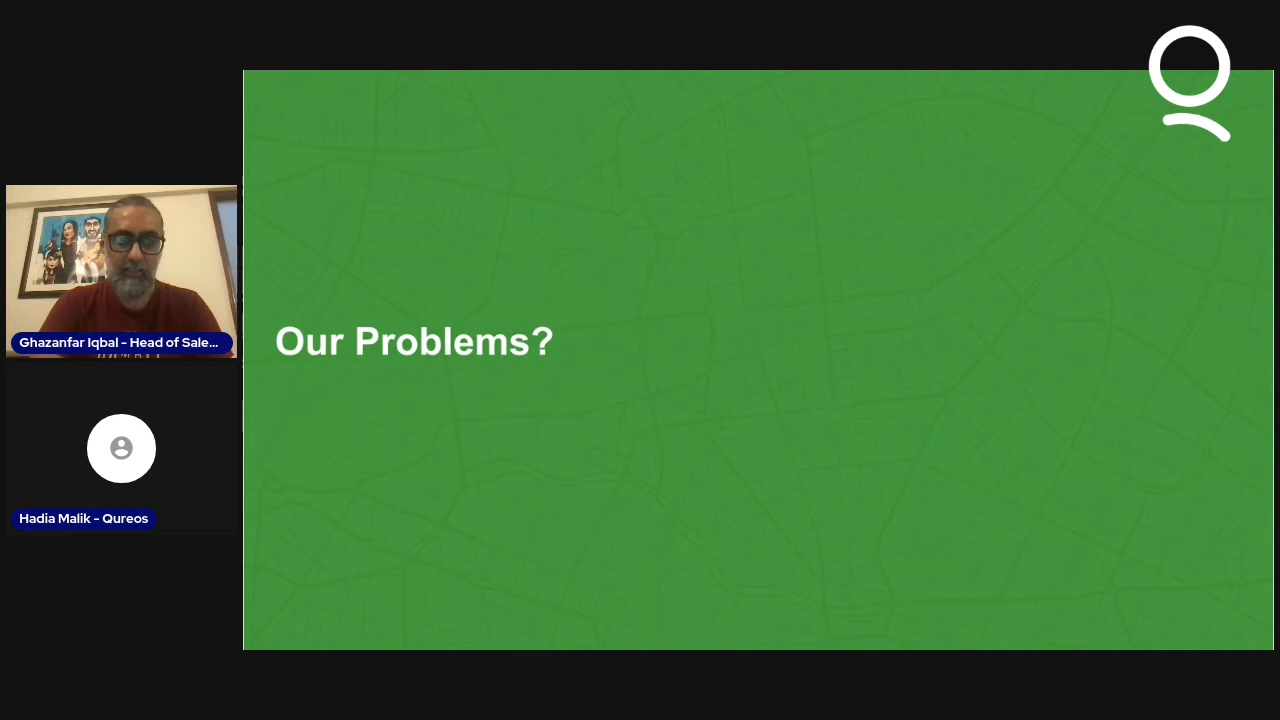 Our Problems?
Ghazanfar Iqbal - Head of Sale...
Hadia Malik - Qureos